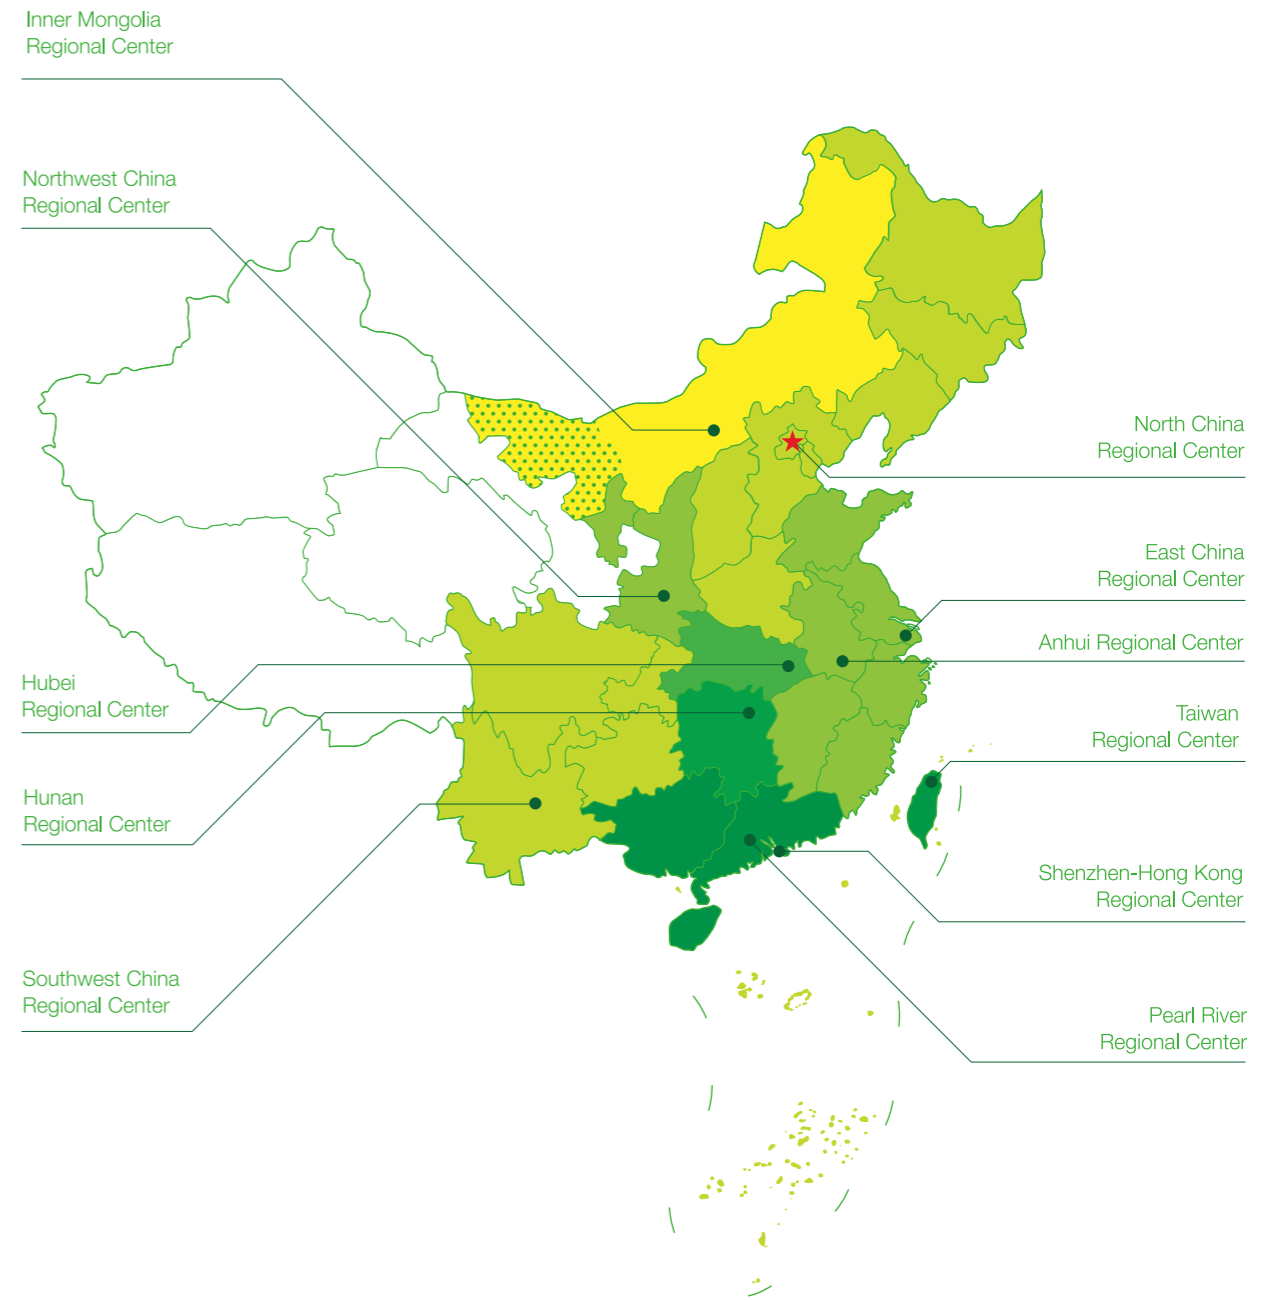 Inner Mongolia
Regional Center
Northwest China
Regional Center
North China
Regional Center
East China
Regional Center
Anhui Regional Center
Hubei
Regional Center
Taiwan
Regional Center
Hunan
Regional Center
Shenzhen-Hong Kong
Regional Center
Southwest China
Regional Center
Pearl River
Regional Center